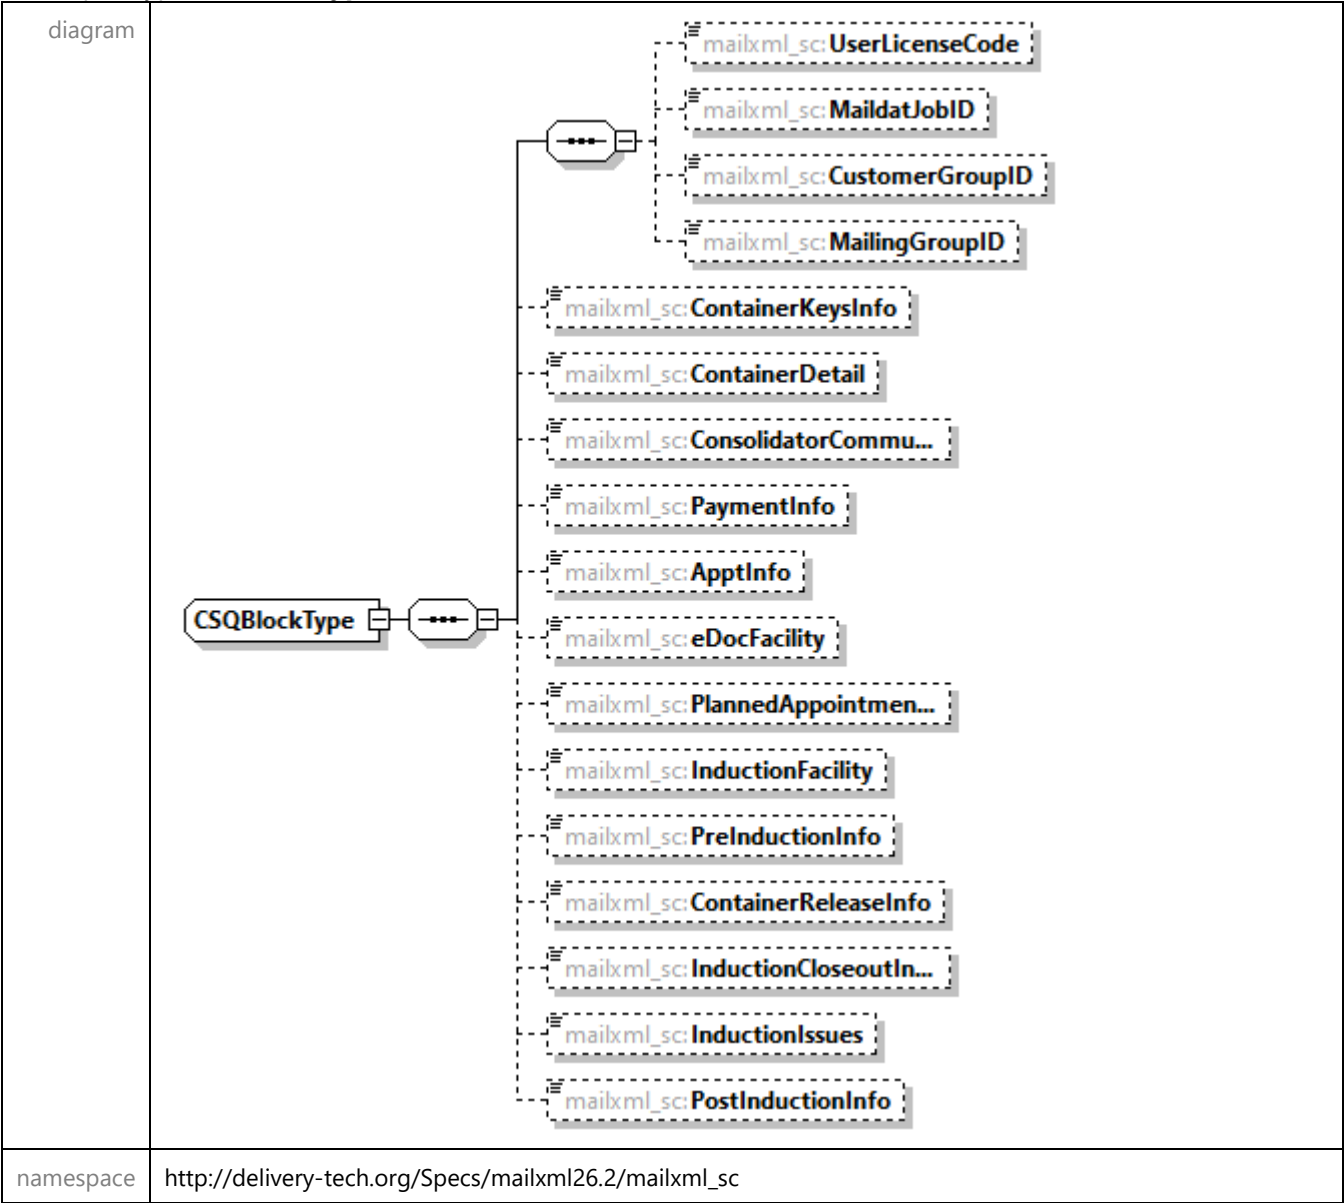 diagram
mailxml_sc:UserLicenseCode
mailxml_sc:MaildatJobID
mailxml_sc:CustomerGroupID
mailxml_sc:MailingGroupID
mailxml_sc:ContainerKeysInfo
mailxml_sc:ContainerDetail
mailxml_sc:ConsolidatorCommu...
mailxml_sc:PaymentInfo
mailxml_sc:ApptInfo
CSQBlockType
mailxml_sc:eDocFacility
mailxml_sc:PlannedAppointmen...
mailxml_sc:InductionFacility
mailxml_sc:PreInductionInfo
mailxml_sc:ContainerReleaseInfo
mailxml_sc:InductionCloseoutIn...
mailxml_sc:InductionIssues
mailxml_sc:PostInductionInfo
namespace http://delivery-tech.org/Specs/mailxml26.2/mailxml_sc